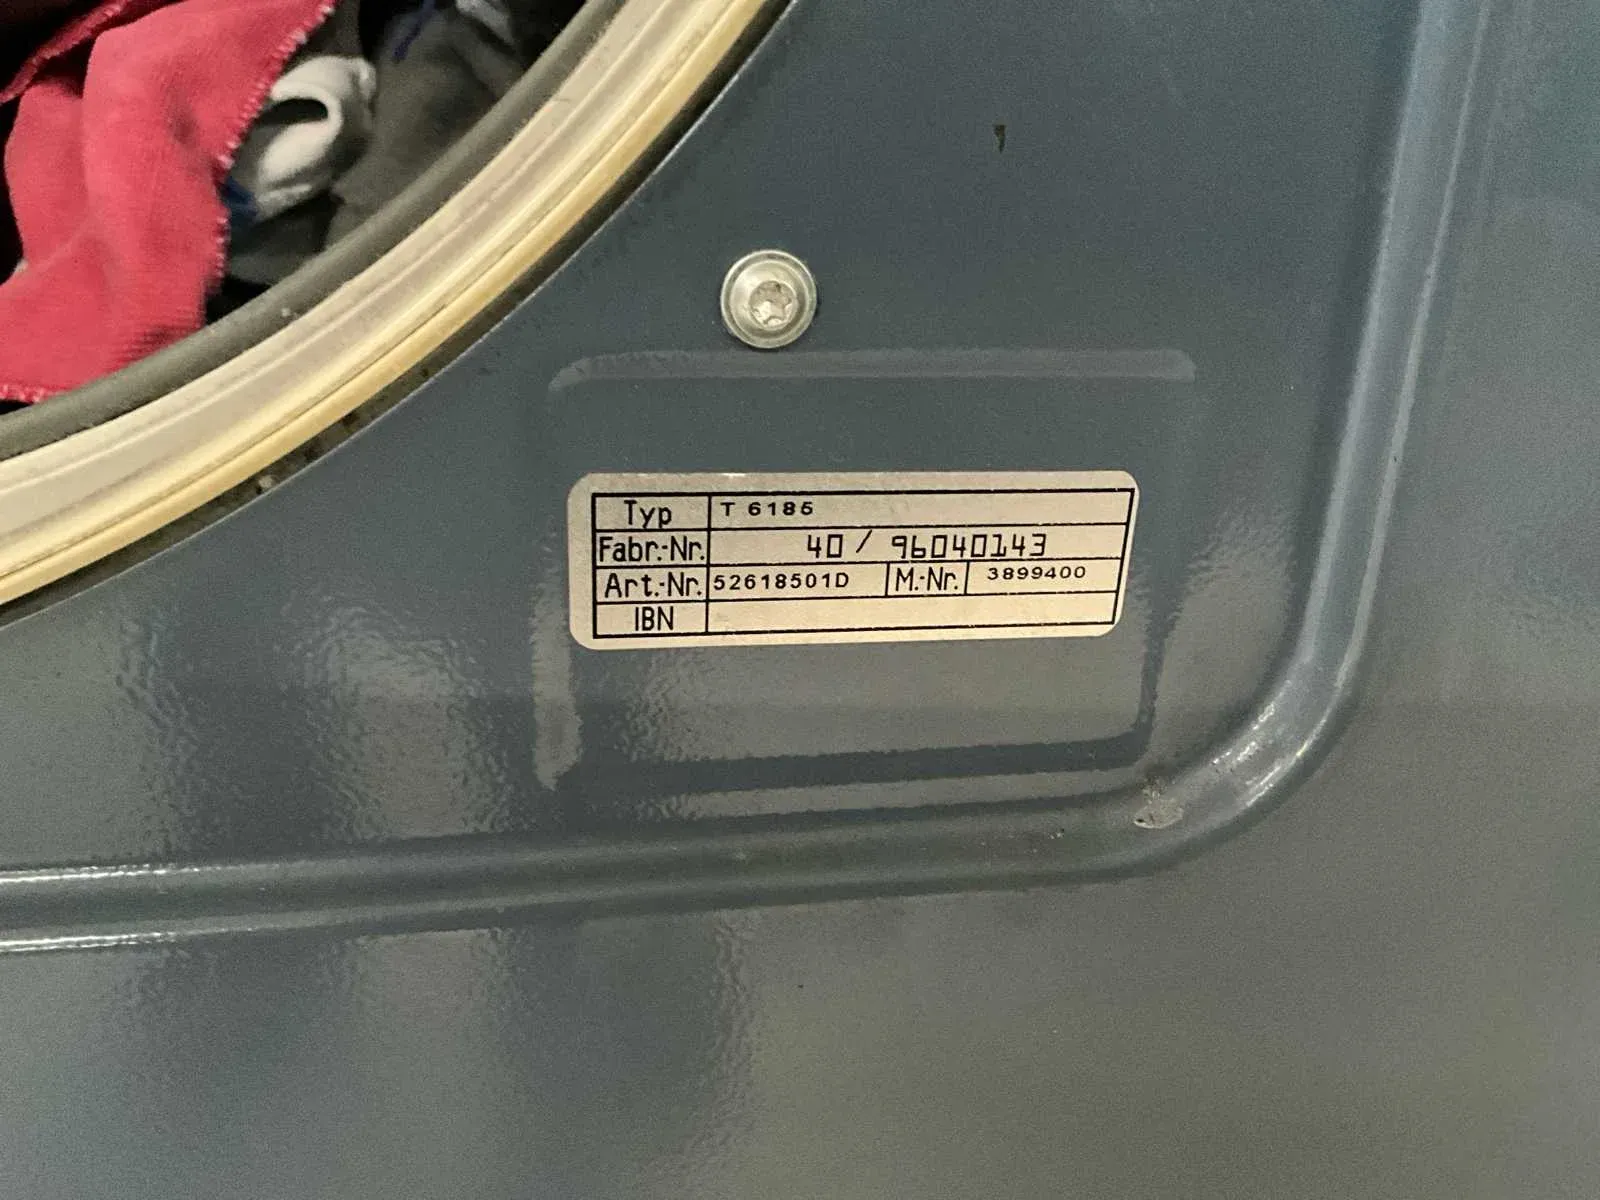 Typ T 6185
Fabr.-Nr. 40 / 96040143
Art.-Nr. 52618501D M.-Nr. 3899400
IBN